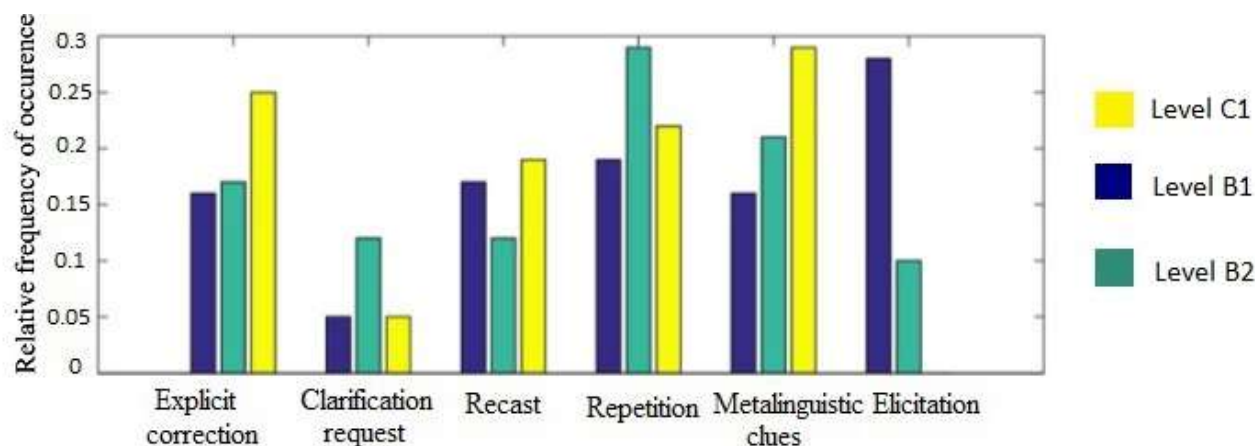 Relative frequency of occurence
0.3
0.25
0.2
0.15
0.1
0.05
0
Explicit
correction
Clarification
request
Recast
Repetition
Metalinguistic
clues
Elicitation
Level C1
Level B1
Level B2